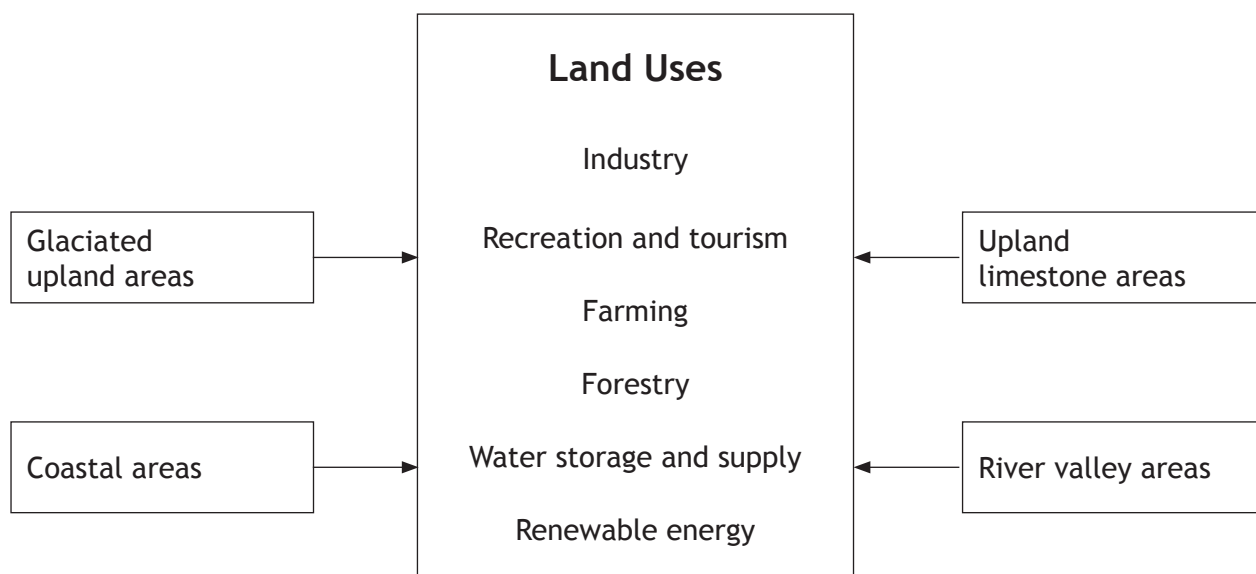 Land Uses
Industry
Recreation and tourism
Farming
Forestry
Water storage and supply
Renewable energy
Glaciated
upland areas
Coastal areas
Upland
limestone areas
River valley areas